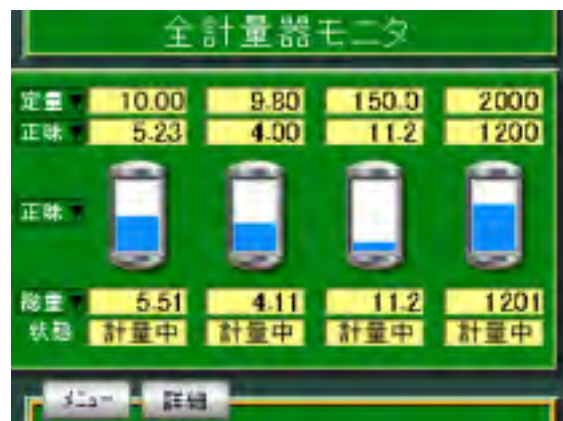 全計量器モニタ
定量▼ 10.00 9.80 150.0 2000
正味▼ 5.23 4.00 11.2 1200
正味▼
総量▼ 5.51 4.11 11.2 1201
状態 計量中 計量中 計量中 計量中
メニュー 詳細